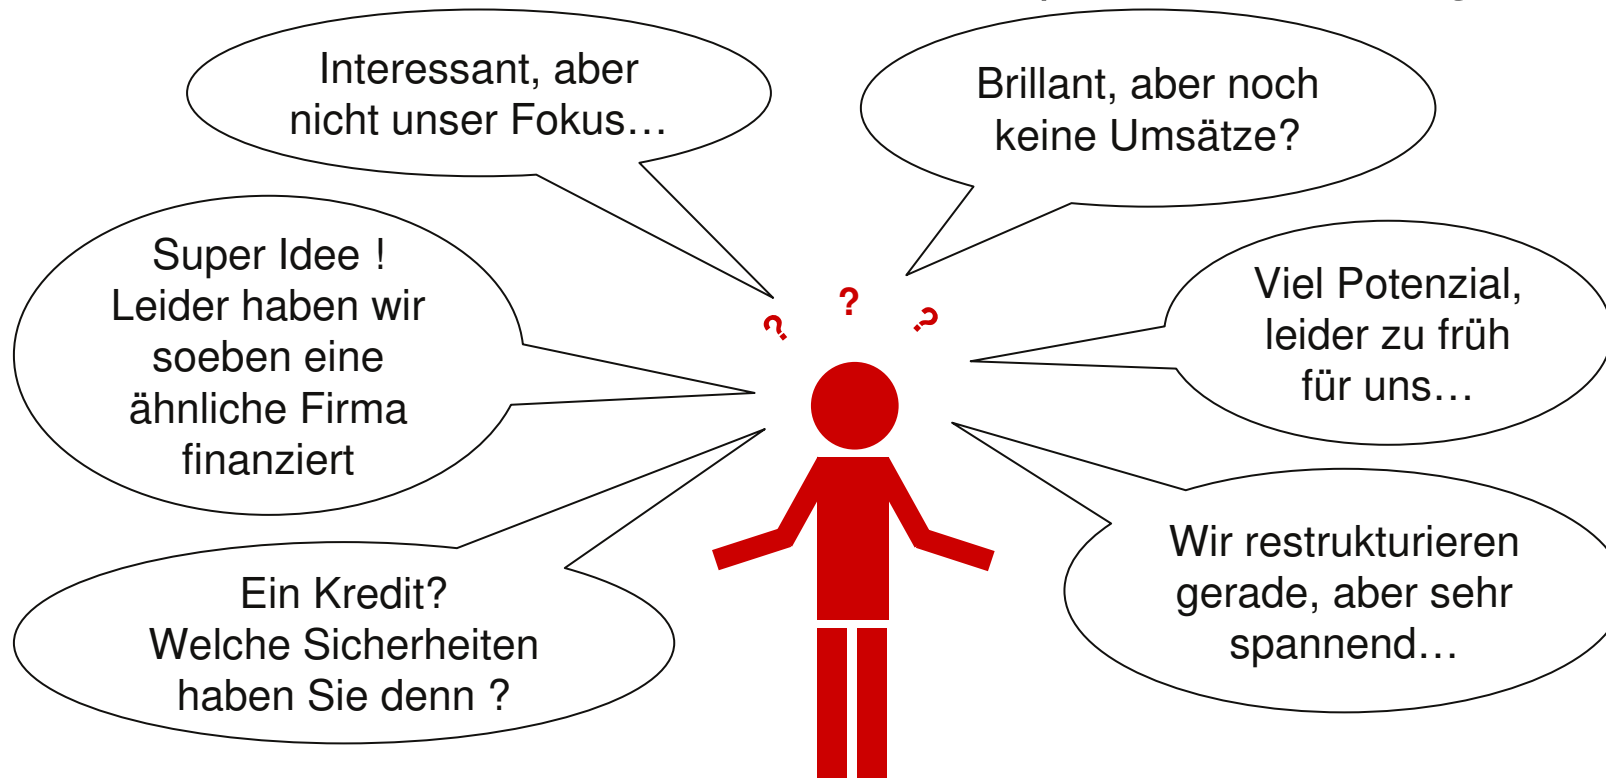 Interessant, aber
nicht unser Fokus…
Brillant, aber noch
keine Umsätze?
Super Idee !
Leider haben wir
soeben eine
ähnliche Firma
finanziert
? ? ?
Viel Potenzial,
leider zu früh
für uns…
Ein Kredit?
Welche Sicherheiten
haben Sie denn ?
Wir restrukturieren
gerade, aber sehr
spannend…